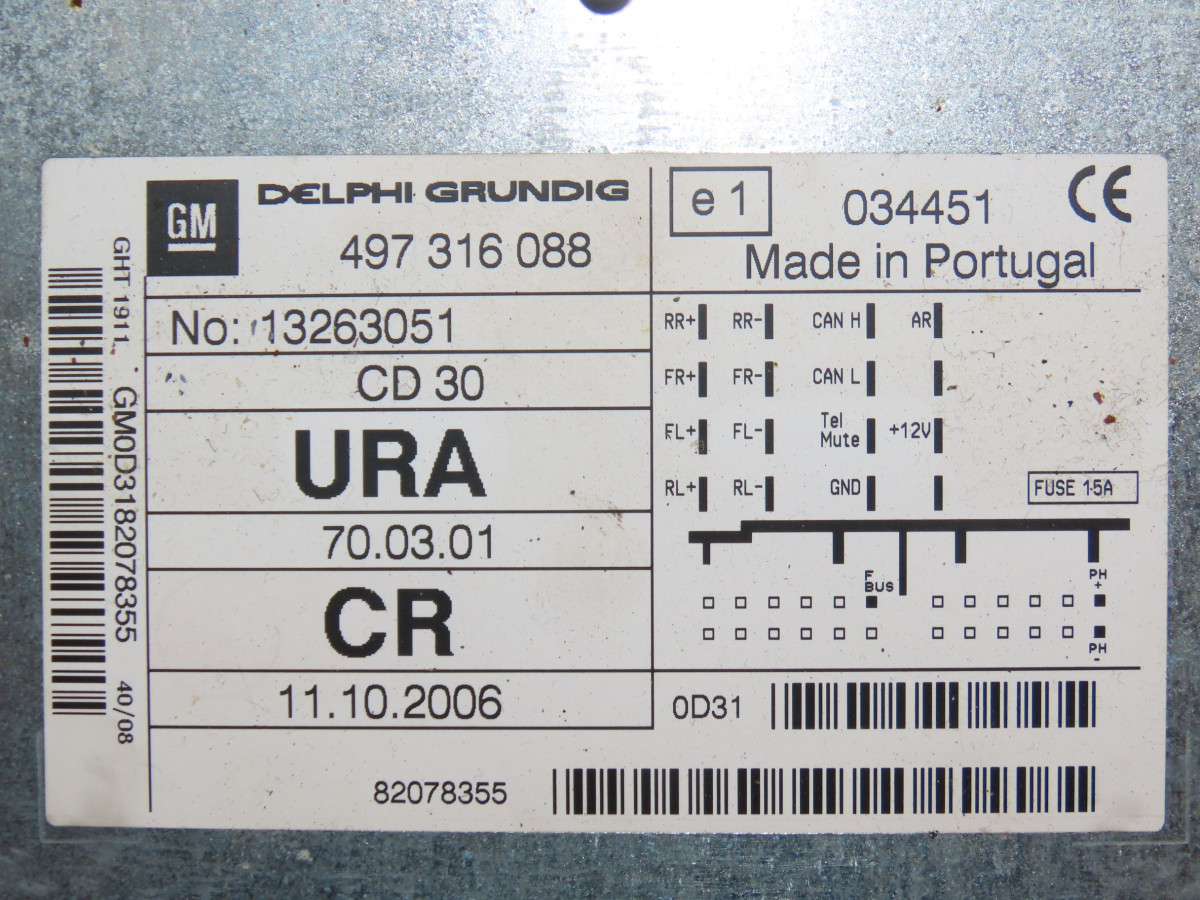 GHT 1911
GM0D3182078355
40/08
GM
DELPHI GRUNDIG
497 316 088
No: 13263051
CD 30
URA
70.03.01
CR
11.10.2006
e 1
034451
CE
Made in Portugal
RR+ RR- CAN H AR
FR+ FR- CAN L
FL+ FL- Tel Mute +12V
RL+ RL- GND
FUSE 15A
F BUS
PH +
PH -
0D31
82078355